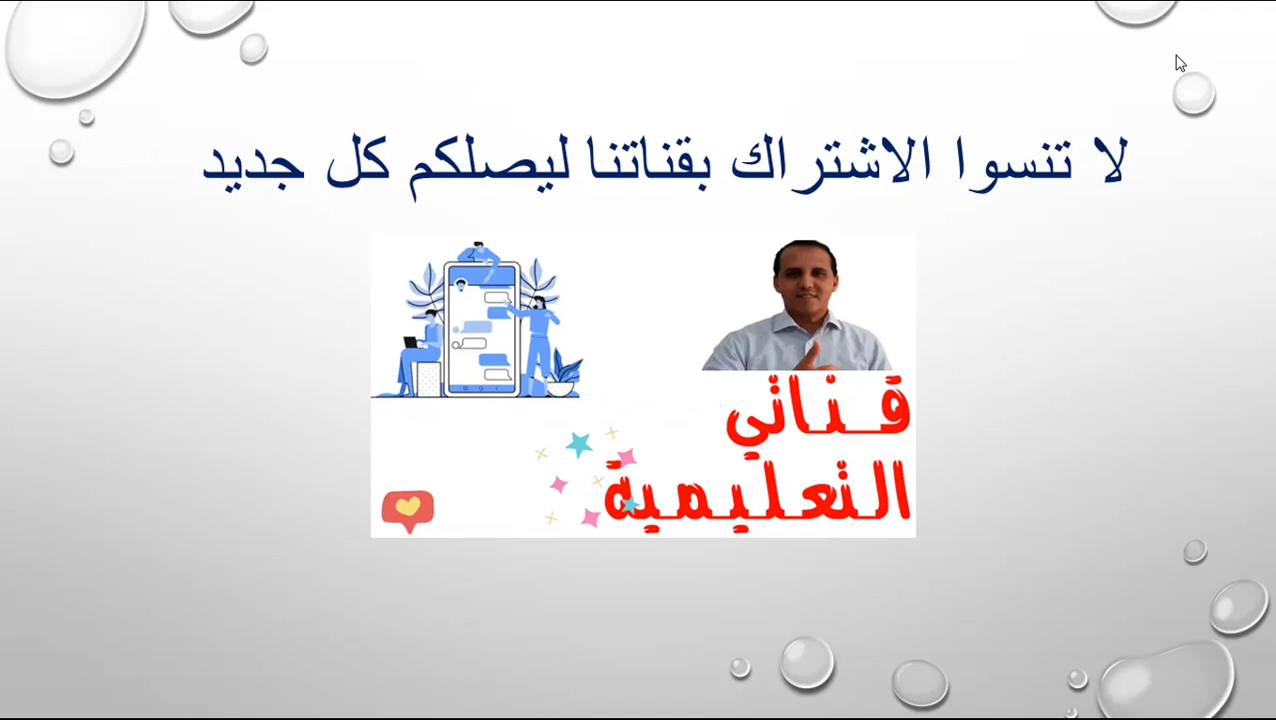 لا تنسوا الاشتراك بقناتنا ليصلكم كل جديد
قناتي
التعليمية